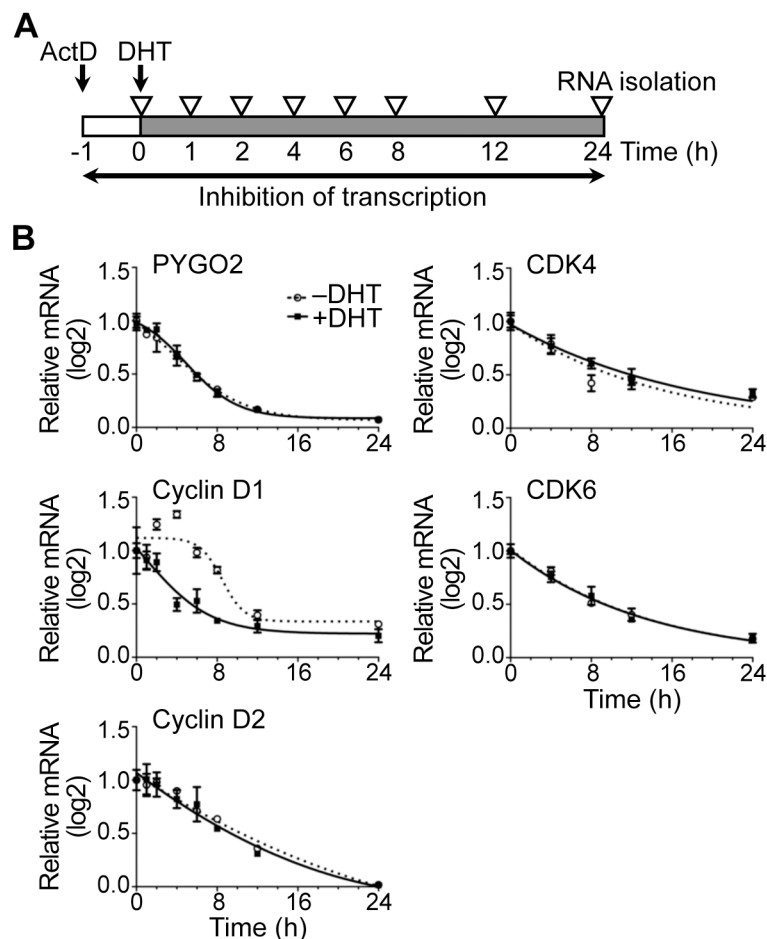 A
ActD DHT
RNA isolation
-1 0 1 2 4 6 8 12 24 Time (h)
Inhibition of transcription
B
PYGO2
Relative mRNA
(log2)
1.5
1.0
0.5
0.0
0 8 16 24
–DHT
+DHT
CDK4
Relative mRNA
(log2)
1.5
1.0
0.5
0.0
0 8 16 24
Cyclin D1
Relative mRNA
(log2)
1.5
1.0
0.5
0.0
0 8 16 24
CDK6
Relative mRNA
(log2)
1.5
1.0
0.5
0.0
0 8 16 24
Time (h)
Cyclin D2
Relative mRNA
(log2)
1.5
1.0
0.5
0.0
0 8 16 24
Time (h)